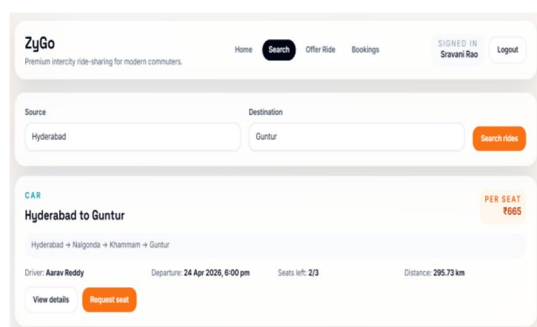 ZyGo
Premium intercity ride-sharing for modern commuters.
Home Search Offer Ride Bookings
SIGNED IN
Sravani Rao
Logout
Source
Destination
Hyderabad
Guntur
Search rides
CAR
Hyderabad to Guntur
PER SEAT
₹665
Hyderabad → Nalgonda → Khammam → Guntur
Driver: Aarav Reddy Departure: 24 Apr 2026, 6:00 pm Seats left: 2/3 Distance: 295.73 km
View details Request seat